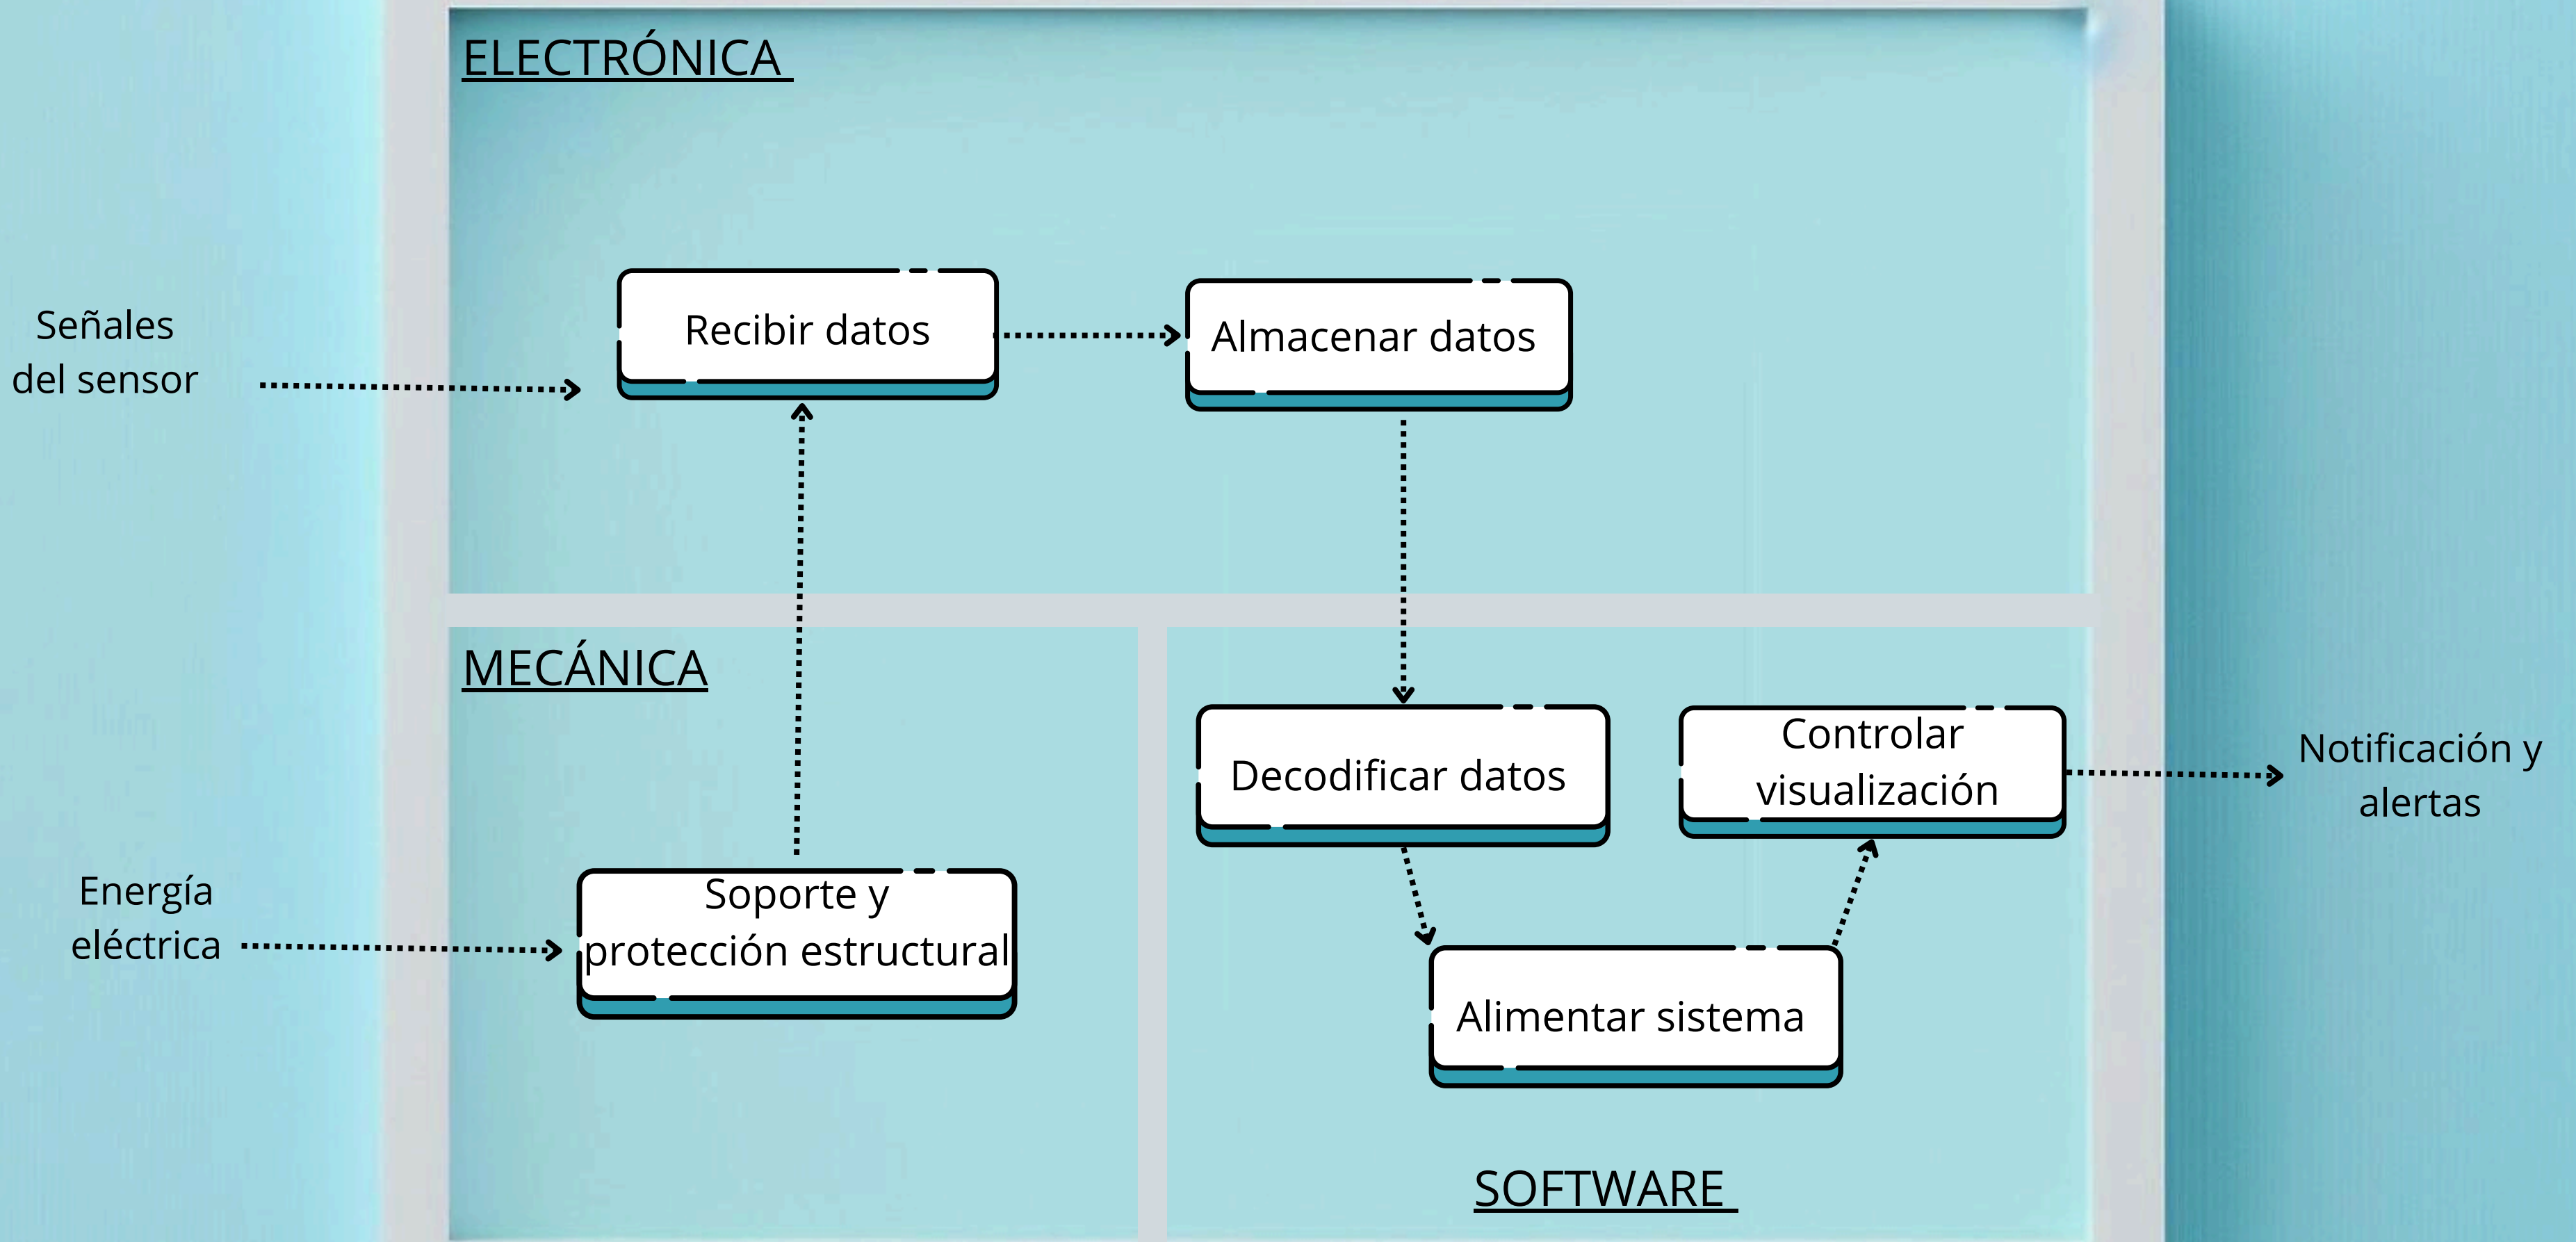 ELECTRÓNICA
Señales
del sensor
Recibir datos
Almacenar datos
MECÁNICA
Energía
eléctrica
Soporte y
protección estructural
Decodificar datos
Controlar
visualización
Alimentar sistema
SOFTWARE
Notificación y
alertas